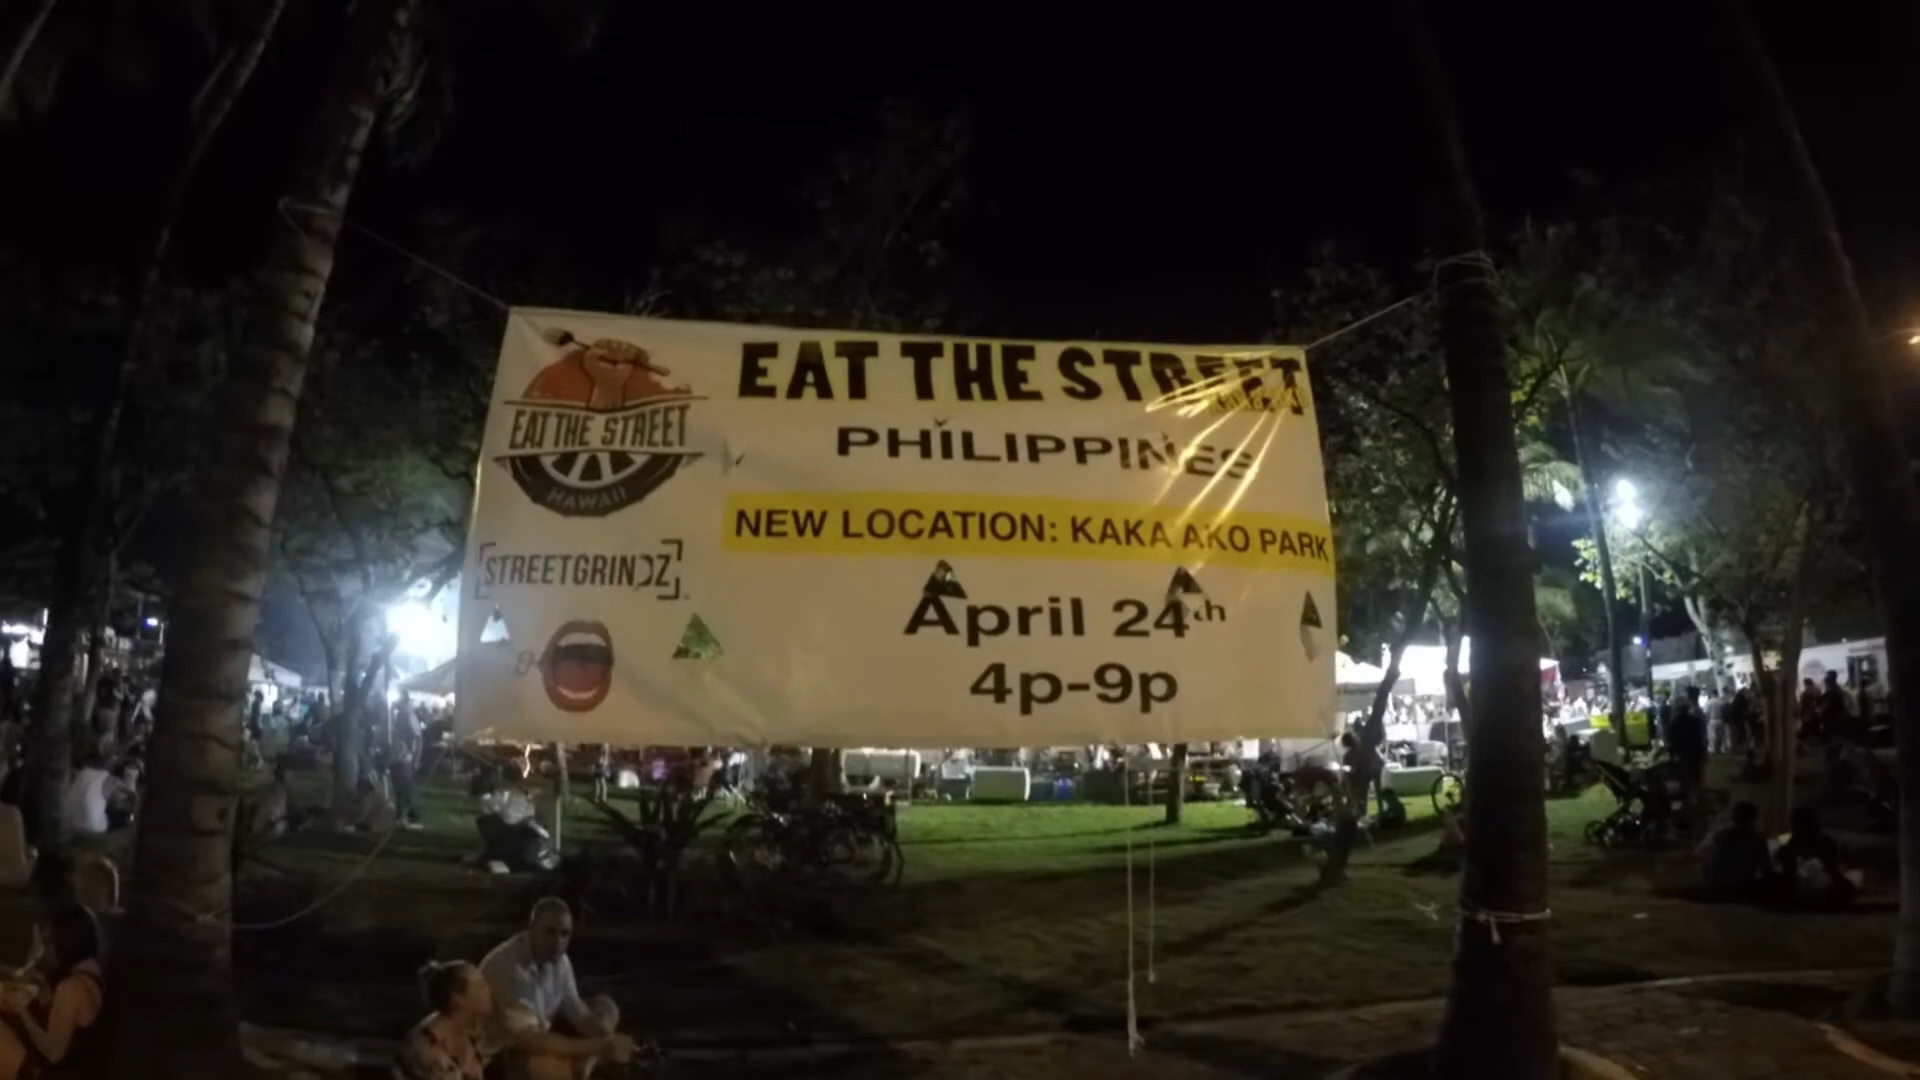 EAT THE STREET
HAWAII
STREETGRINDZ
EAT THE STREET
PHILIPPINES
NEW LOCATION: KAKA AKO PARK
April 24th
4p-9p